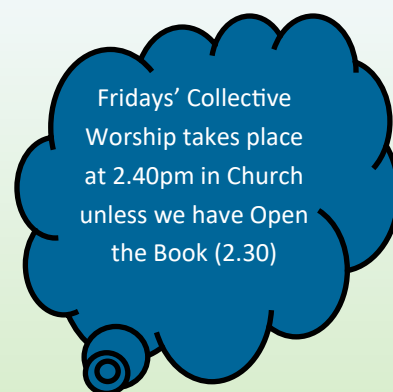 Fridays’ Collective
Worship takes place
at 2.40pm in Church
unless we have Open
the Book (2.30)